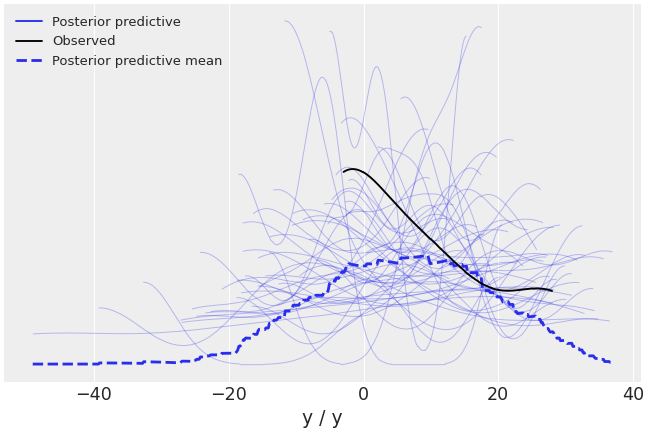 Posterior predictive
Observed
Posterior predictive mean
−40 −20 0 20 40
y / y